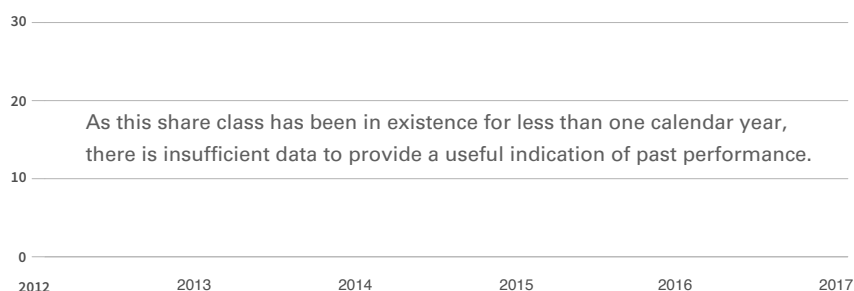 30
20
As this share class has been in existence for less than one calendar year,
there is insufficient data to provide a useful indication of past performance.
10
0
2012 2013 2014 2015 2016 2017